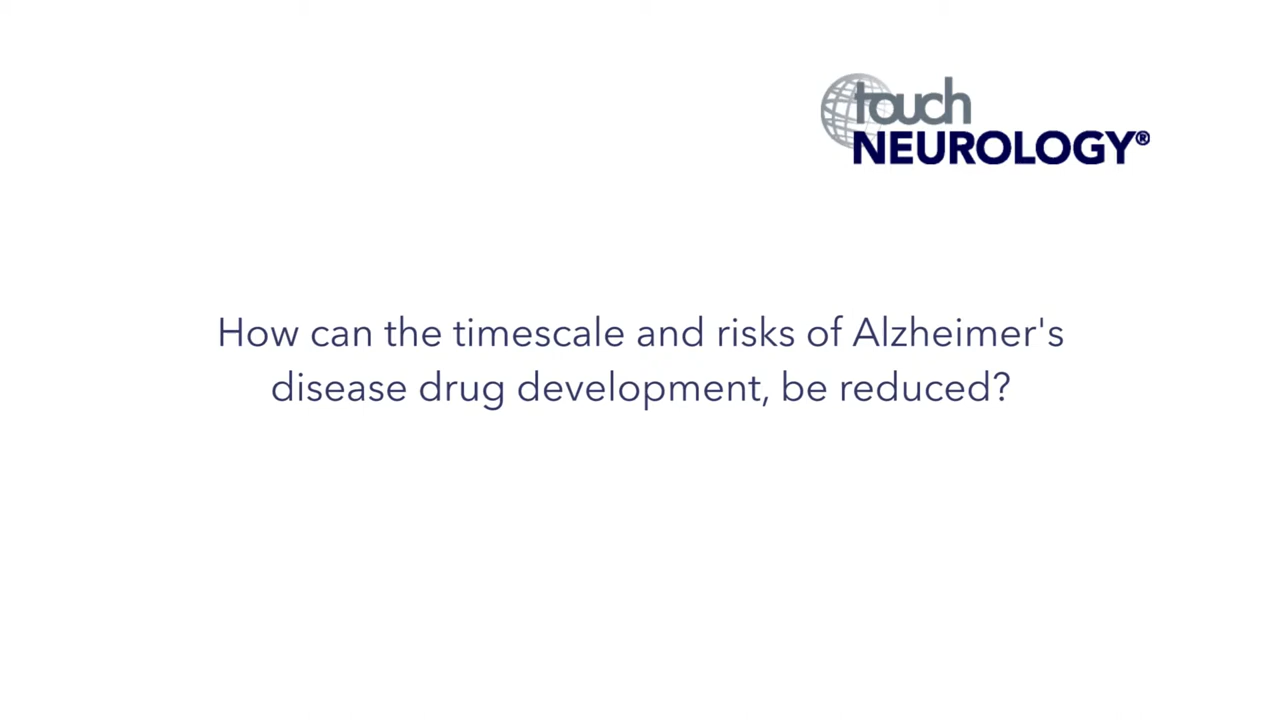 touch
NEUROLOGY®
How can the timescale and risks of Alzheimer's
disease drug development, be reduced?